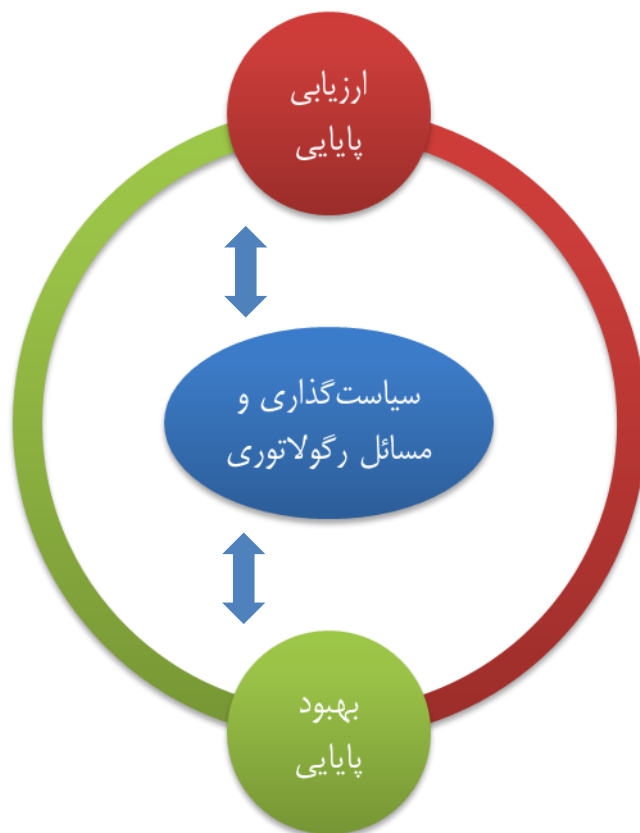 ارزیابی
پایایی
سیاست‌گذاری و
مسائل رگولاتوری
بهبود
پایایی